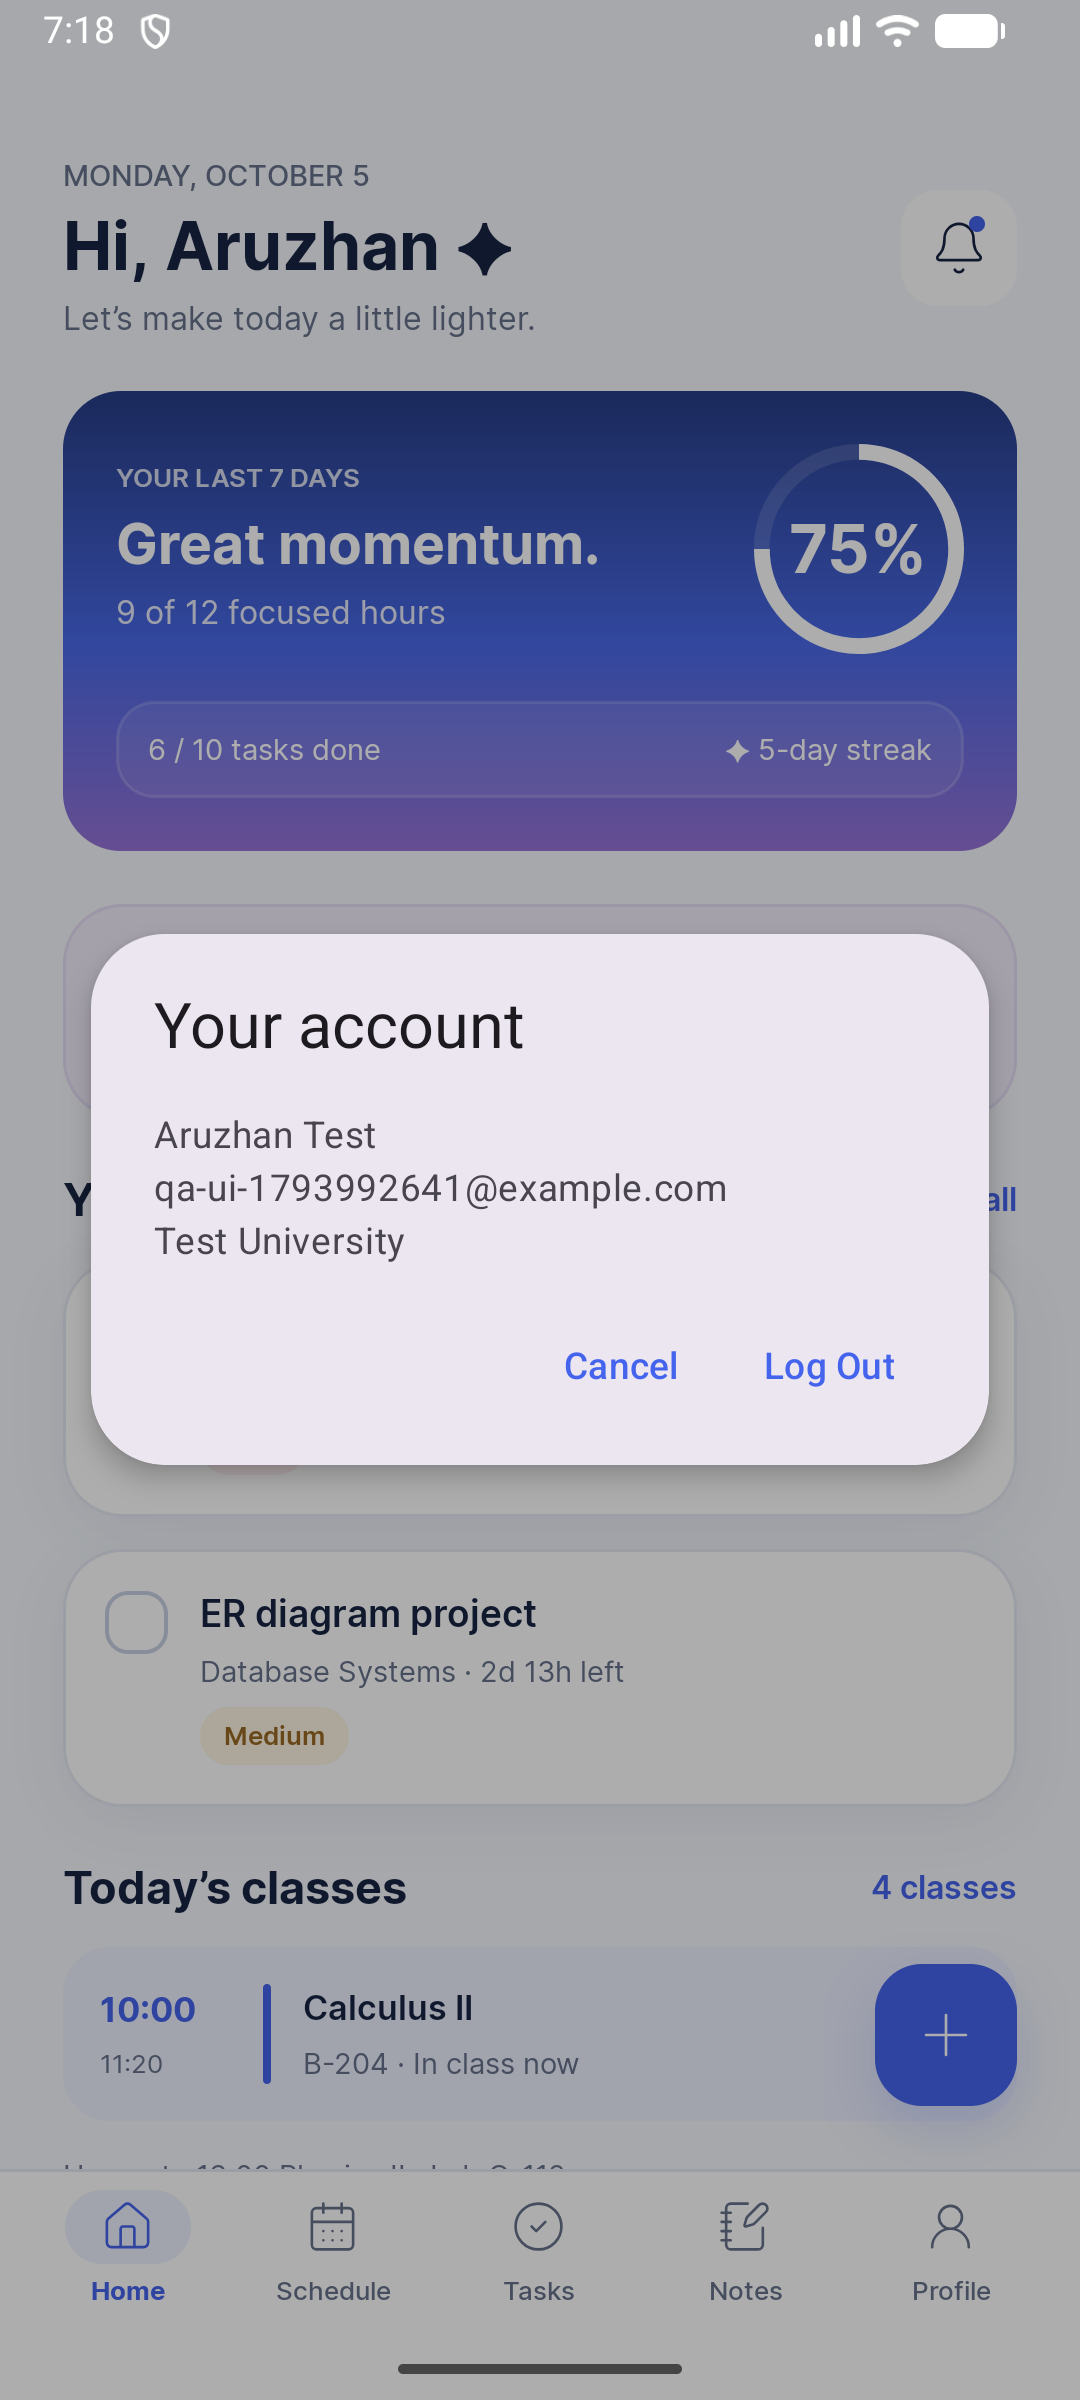 7:18
MONDAY, OCTOBER 5
Hi, Aruzhan
Let’s make today a little lighter.
YOUR LAST 7 DAYS
Great momentum.
9 of 12 focused hours
75%
6 / 10 tasks done
5-day streak
Your account
Aruzhan Test
qa-ui-1793992641@example.com
Test University
all
Cancel
Log Out
ER diagram project
Database Systems · 2d 13h left
Medium
Today’s classes
4 classes
10:00
11:20
Calculus II
B-204 · In class now
Home
Schedule
Tasks
Notes
Profile